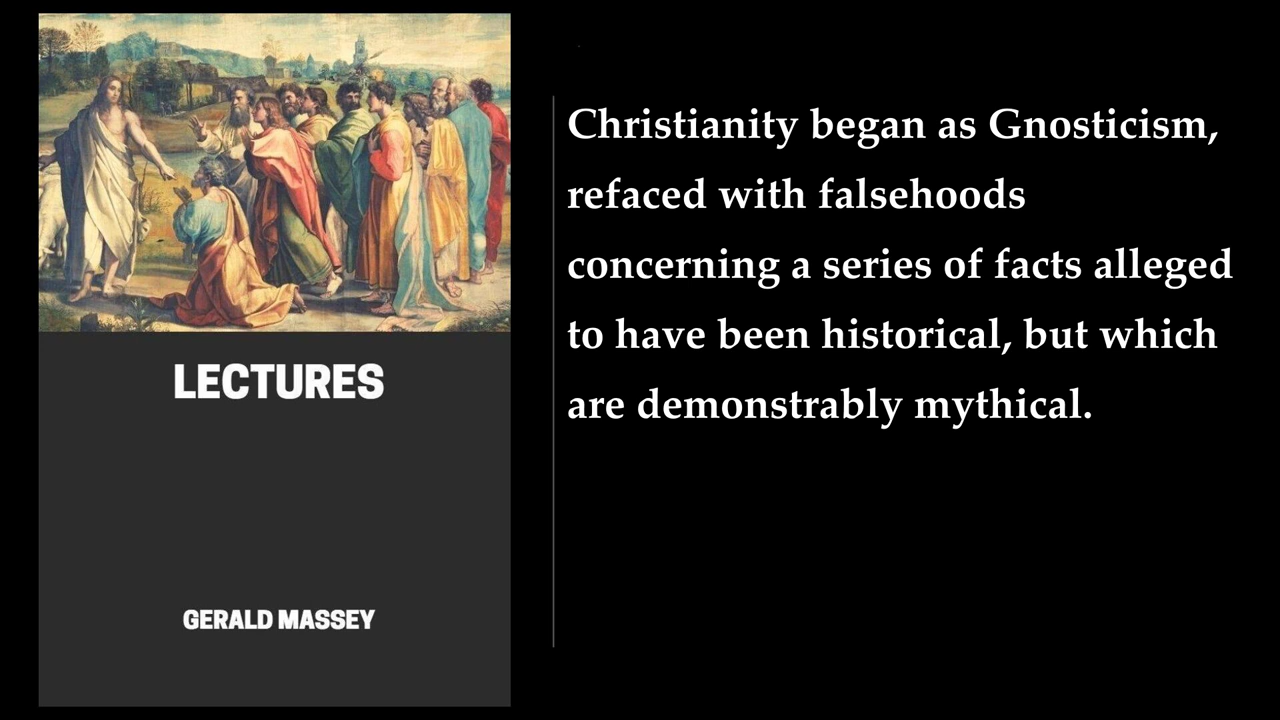 LECTURES
GERALD MASSEY
Christianity began as Gnosticism,
refaced with falsehoods
concerning a series of facts alleged
to have been historical, but which
are demonstrably mythical.